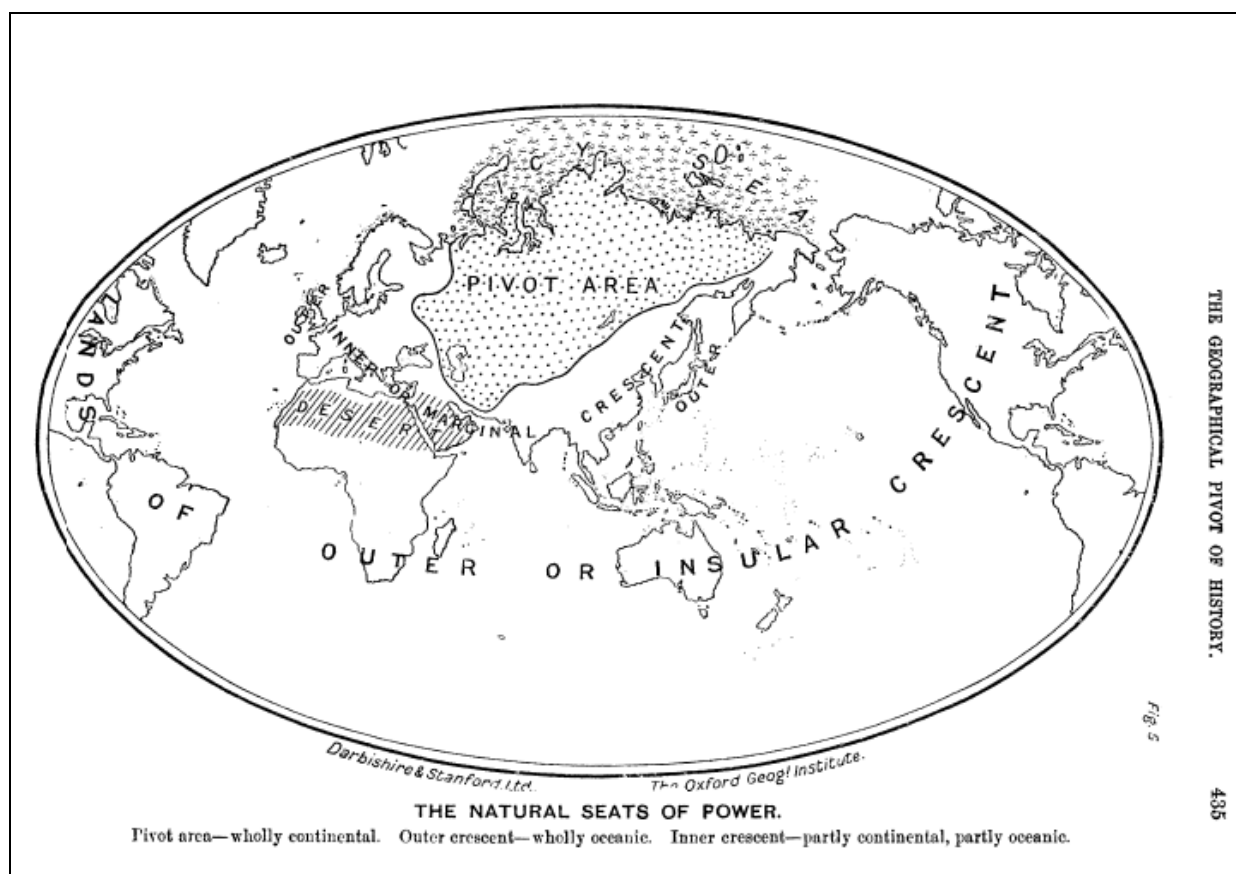 ICY SEA
PIVOT AREA
LANDS OF OUTER OR INSULAR CRESCENT
OUTER
INNER OR MARGINAL CRESCENT
OUTER
DESERT
Darbishire & Stanford, Ltd.
The Oxford Geog! Institute.
THE NATURAL SEATS OF POWER.
Pivot area—wholly continental. Outer crescent—wholly oceanic. Inner crescent—partly continental, partly oceanic.
THE GEOGRAPHICAL PIVOT OF HISTORY.
Fig. 5
435